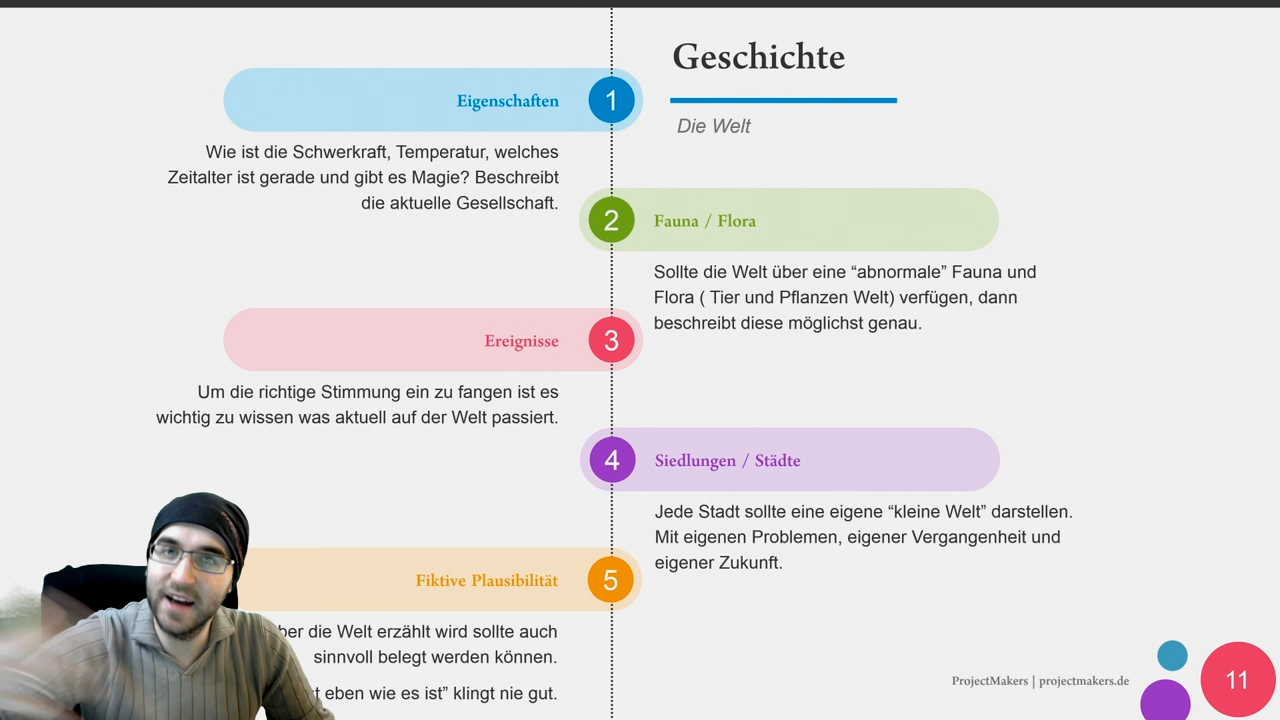 Geschichte
Die Welt
Eigenschaften
1
Wie ist die Schwerkraft, Temperatur, welches
Zeitalter ist gerade und gibt es Magie? Beschreibt
die aktuelle Gesellschaft.
2
Fauna / Flora
Sollte die Welt über eine “abnormale” Fauna und
Flora ( Tier und Pflanzen Welt) verfügen, dann
beschreibt diese möglichst genau.
Ereignisse
3
Um die richtige Stimmung ein zu fangen ist es
wichtig zu wissen was aktuell auf der Welt passiert.
4
Siedlungen / Städte
Jede Stadt sollte eine eigene “kleine Welt” darstellen.
Mit eigenen Problemen, eigener Vergangenheit und
eigener Zukunft.
Fiktive Plausibilität
5
die Welt erzählt wird sollte auch
sinnvoll belegt werden können.
eben wie es ist” klingt nie gut.
ProjectMakers | projectmakers.de
11